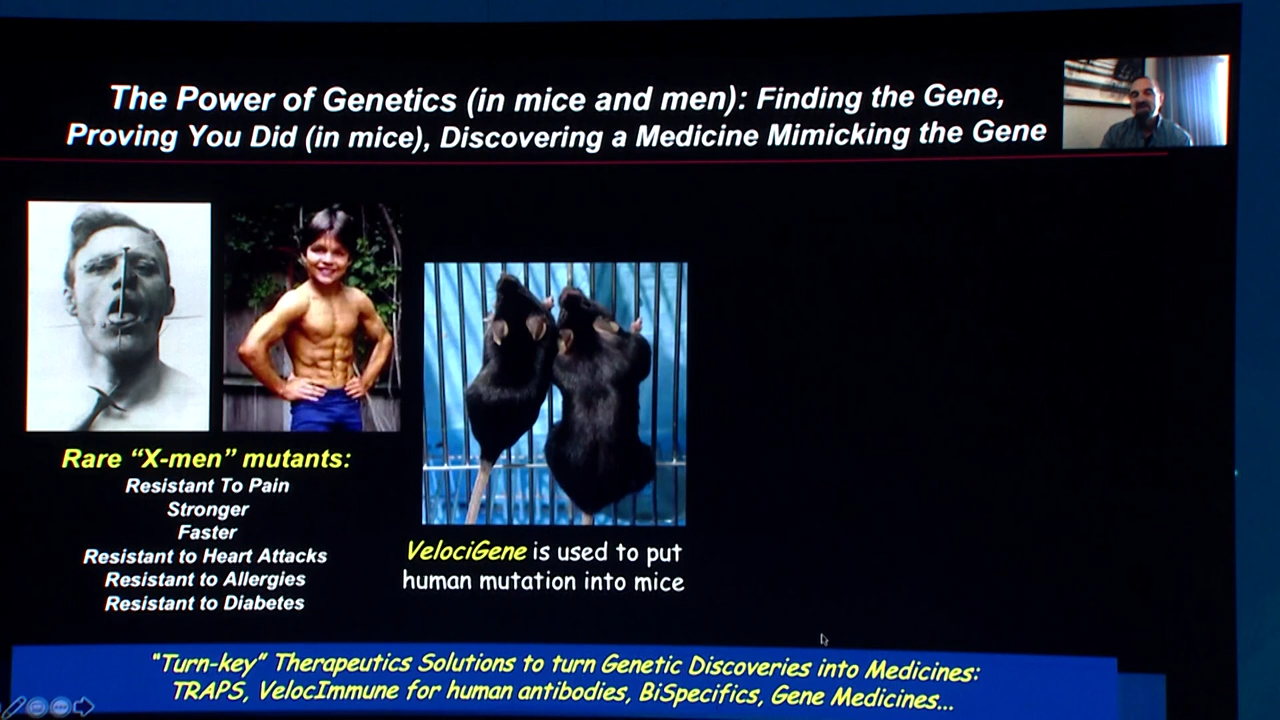 The Power of Genetics (in mice and men): Finding the Gene,
Proving You Did (in mice), Discovering a Medicine Mimicking the Gene
Rare “X-men” mutants:
Resistant To Pain
Stronger
Faster
Resistant to Heart Attacks
Resistant to Allergies
Resistant to Diabetes
VelociGene is used to put
human mutation into mice
“Turn-key” Therapeutics Solutions to turn Genetic Discoveries into Medicines:
TRAPS, VelocImmune for human antibodies, BiSpecifics, Gene Medicines...